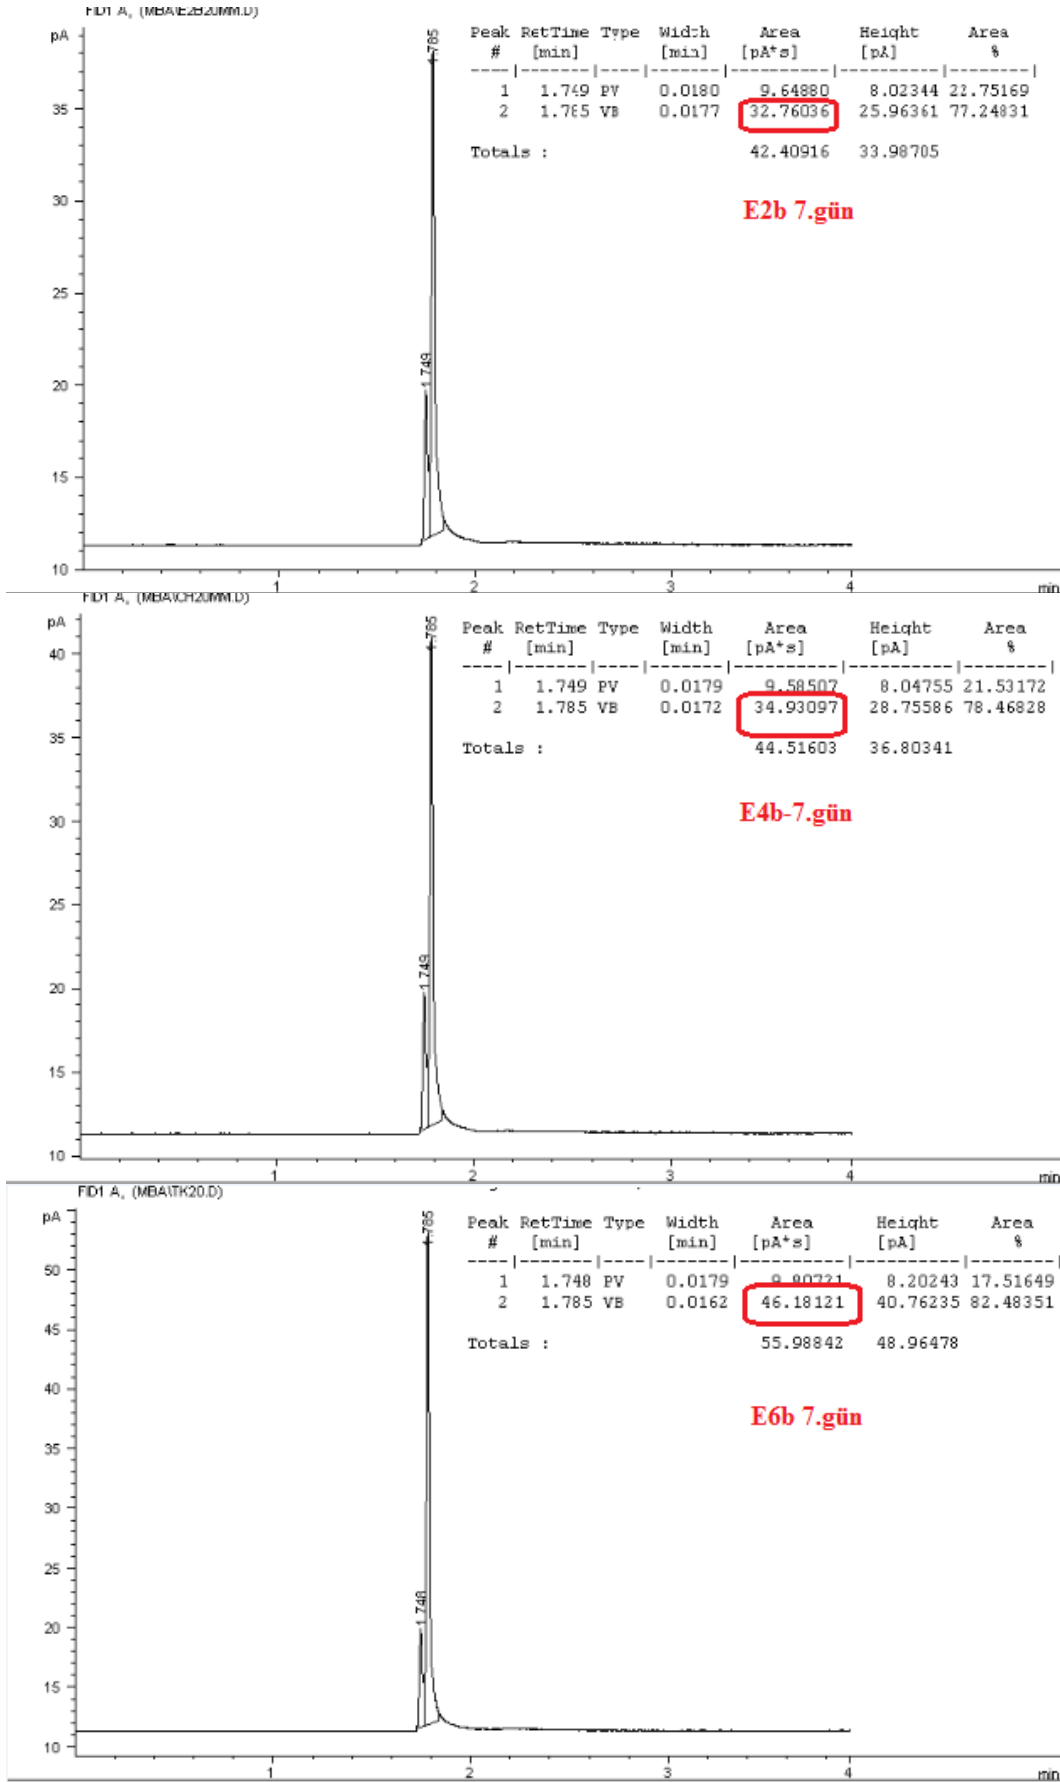 FID1 A, (MBA\E2B20MM.D)
pA
Peak RetTime Type Width Area Height Area
# [min] [min] [pA*s] [pA] %
----|-------|----|-------|----------|----------|--------|
1 1.749 PV 0.0180 9.64880 8.02344 22.75169
2 1.785 VB 0.0177 32.76036 25.96361 77.24831
Totals : 42.40916 33.98705
E2b 7.gün
1.785
1.749
35
30
25
20
15
10
1 2 3 4 min
FID1 A, (MBA\CH20MM.D)
pA
Peak RetTime Type Width Area Height Area
# [min] [min] [pA*s] [pA] %
----|-------|----|-------|-----------|----------|---------|
1 1.749 PV 0.0179 9.58507 8.04755 21.53172
2 1.785 VB 0.0172 34.93097 28.75586 78.46828
Totals : 44.51603 36.80341
E4b-7.gün
1.785
1.749
40
35
30
25
20
15
10
1 2 3 4 min
FID1 A, (MBA\TK20.D)
pA
Peak RetTime Type Width Area Height Area
# [min] [min] [pA*s] [pA] %
----|-------|----|-------|----------|----------|--------|
1 1.748 PV 0.0179 9.80721 8.20243 17.51649
2 1.785 VB 0.0162 46.18121 40.76235 82.48351
Totals : 55.98842 48.96478
E6b 7.gün
1.785
1.748
50
45
40
35
30
25
20
15
10
1 2 3 4 min